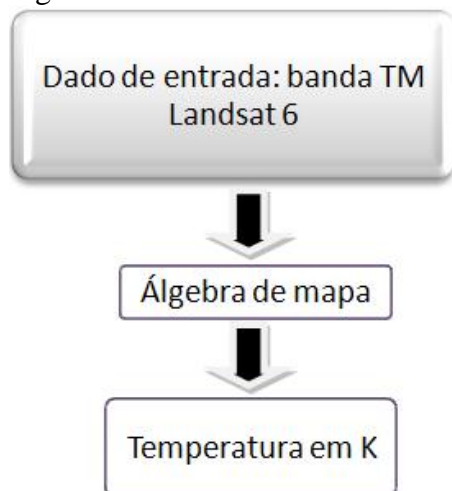 Dado de entrada: banda TM
Landsat 6
Álgebra de mapa
Temperatura em K